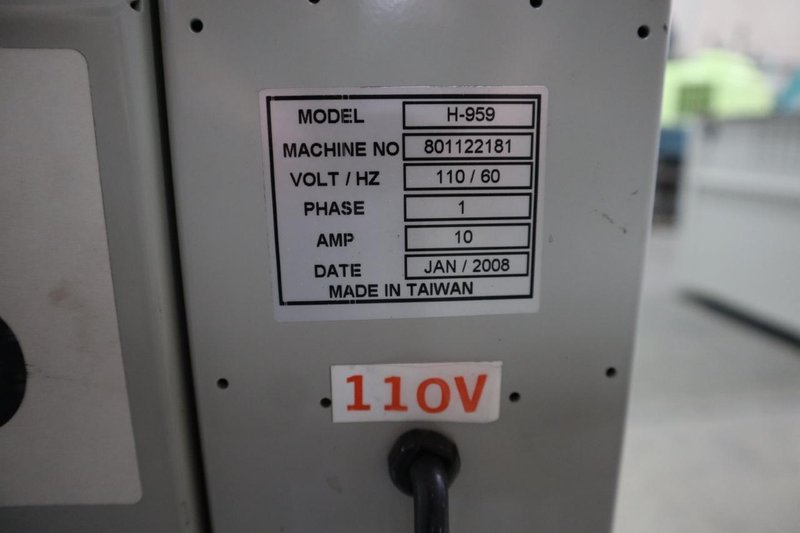 MODEL H-959
MACHINE NO 801122181
VOLT / HZ 110 / 60
PHASE 1
AMP 10
DATE JAN / 2008
MADE IN TAIWAN
110V